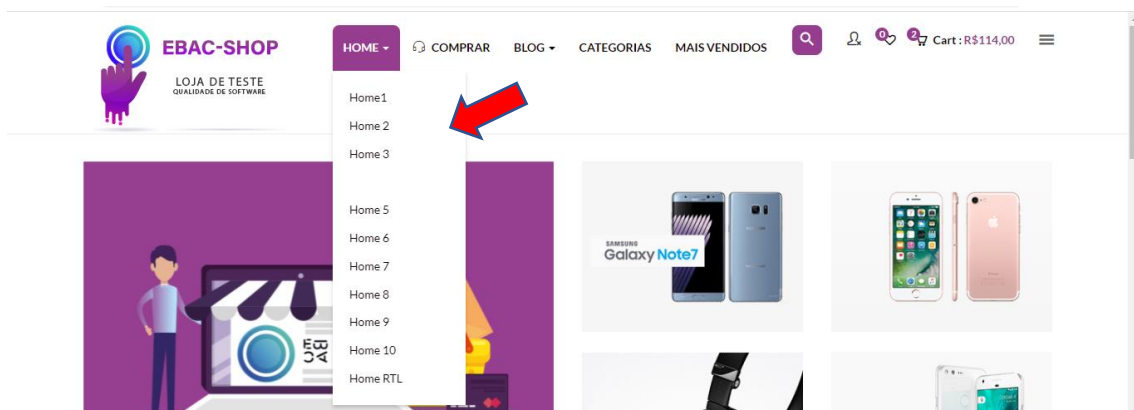 EBAC-SHOP
LOJA DE TESTE
QUALIDADE DE SOFTWARE
HOME COMPRAR BLOG CATEGORIAS MAIS VENDIDOS
0 2 Cart : R$114,00
Home1
Home 2
Home 3
Home 5
Home 6
Home 7
Home 8
Home 9
Home 10
Home RTL
SAMSUNG
Galaxy Note7